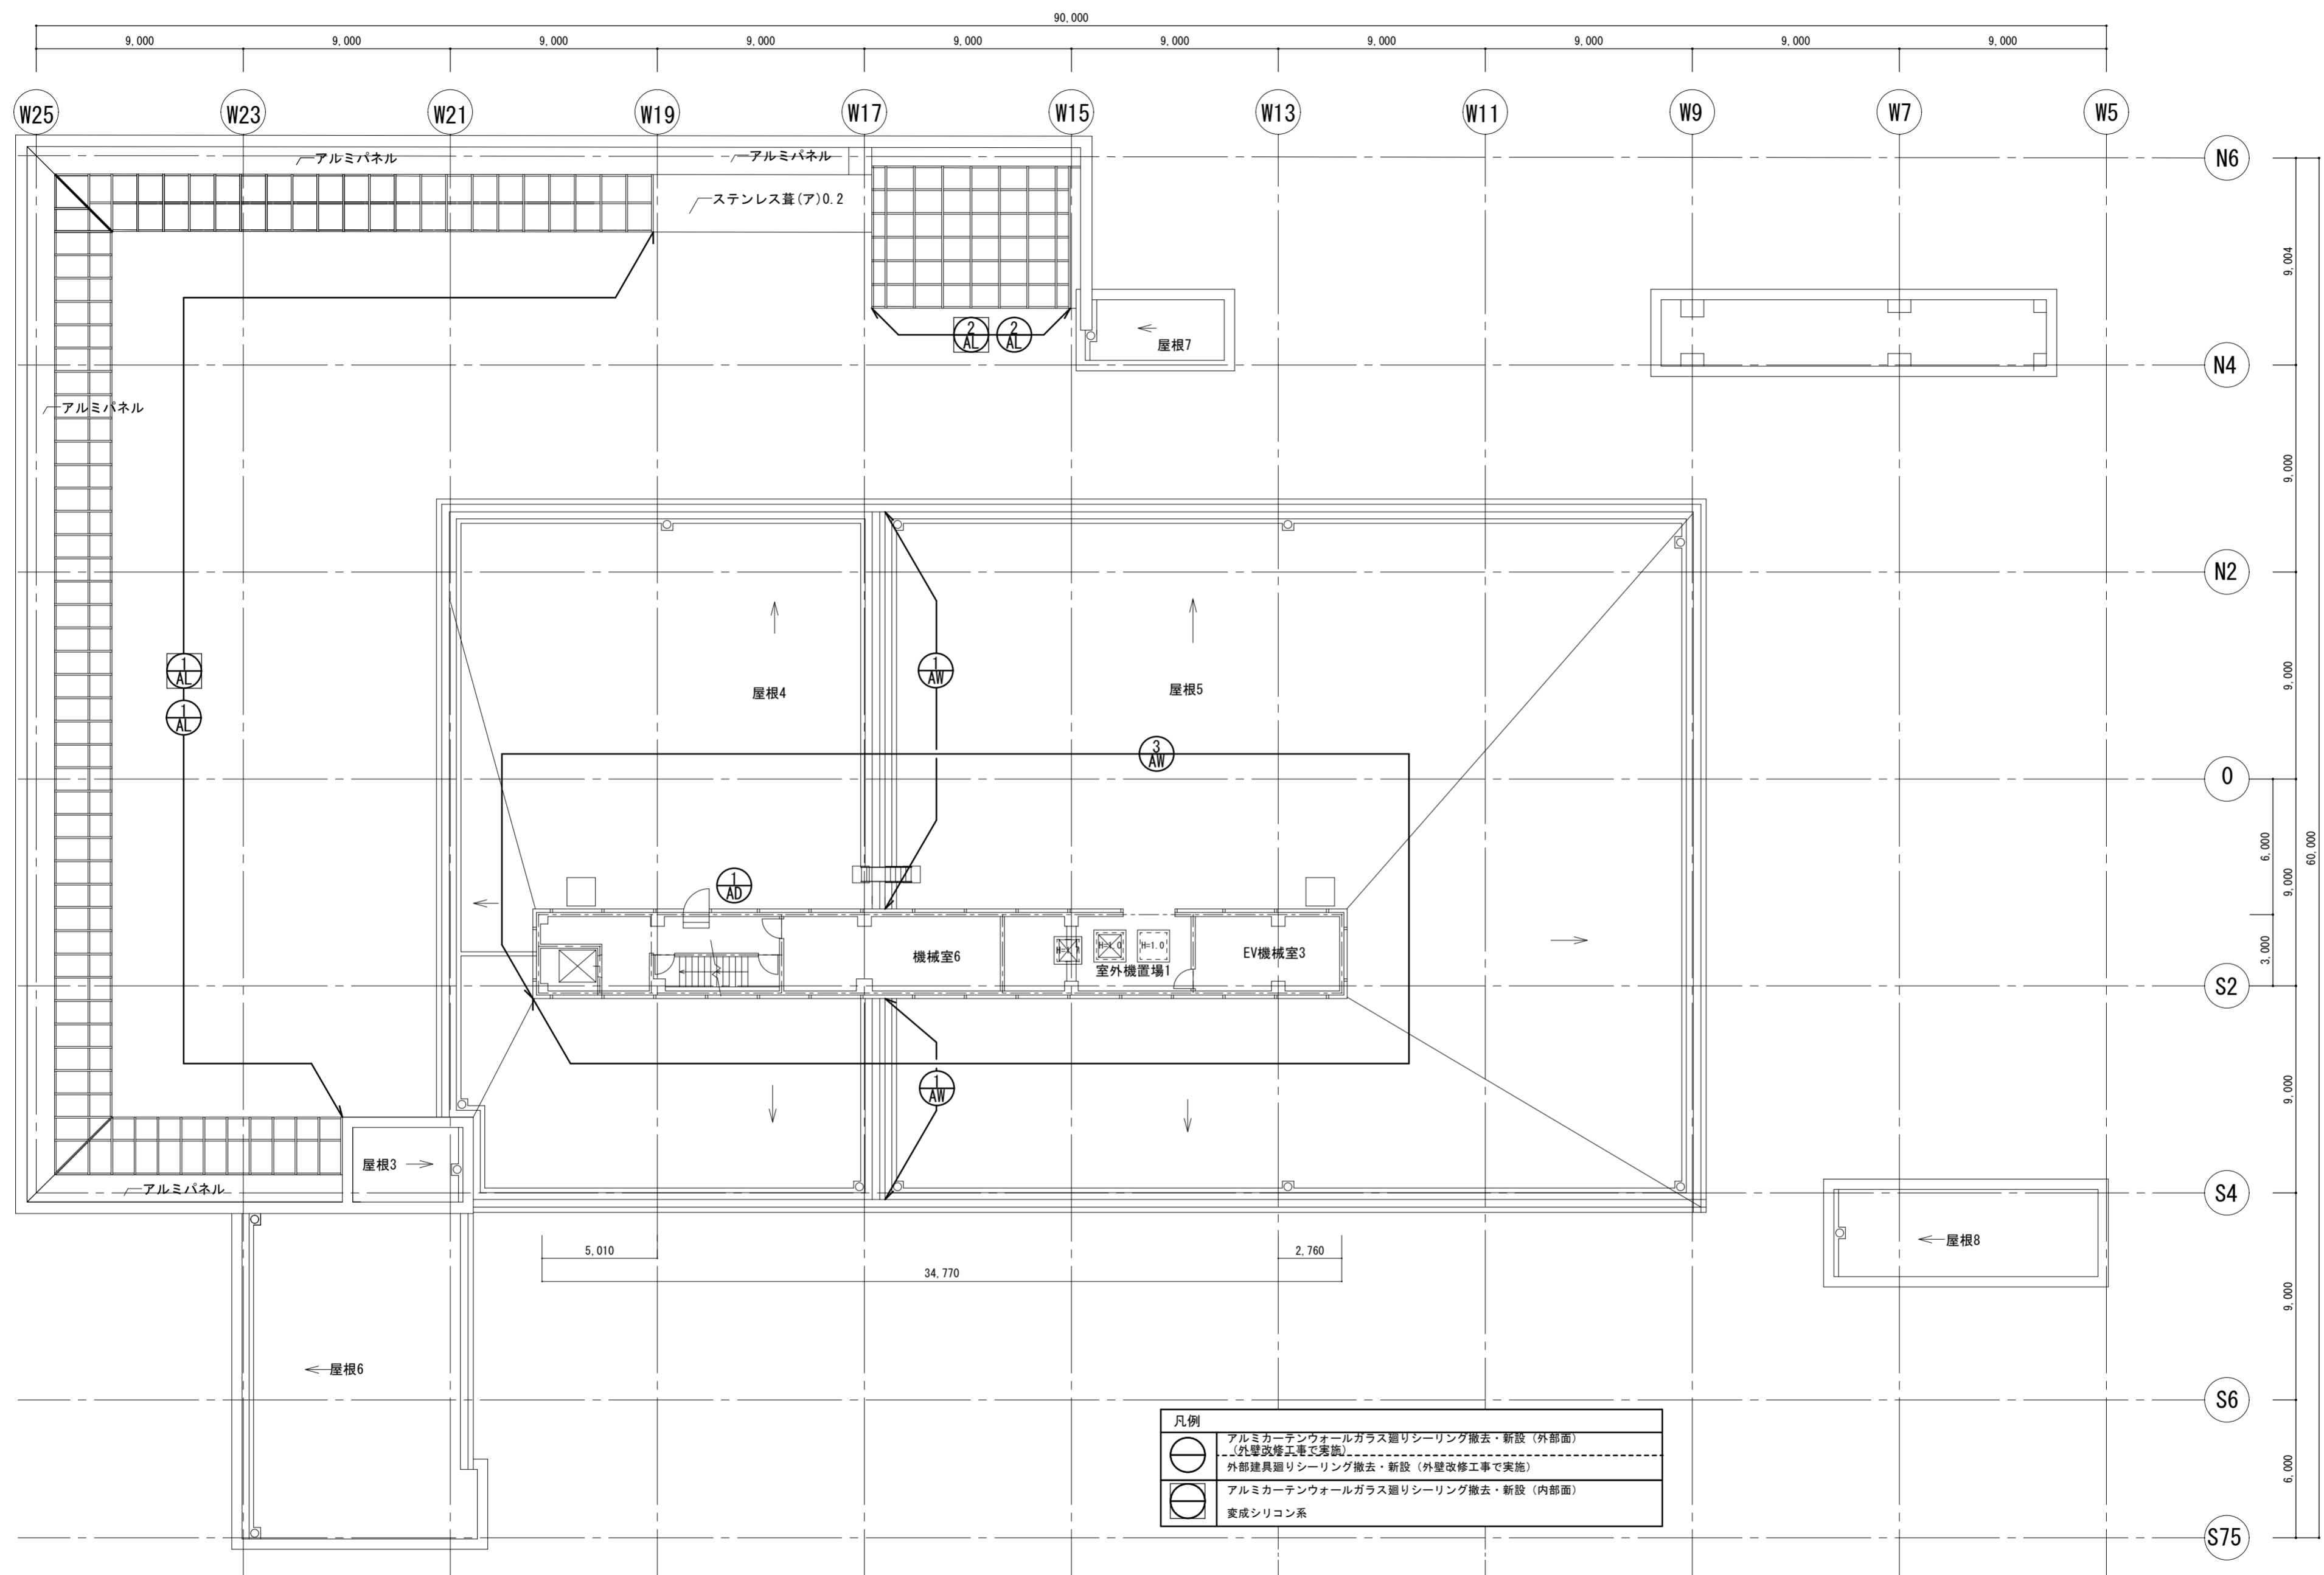 90,000
9,000 9,000 9,000 9,000 9,000 9,000 9,000 9,000 9,000 9,000
W25 W23 W21 W19 W17 W15 W13 W11 W9 W7 W5
アルミパネル アルミパネル
N6
ステンレス葺(ア)0.2
9,004
2 AL 2 AL
屋根7
N4
アルミパネル
9,000
N2
1 AL
1 AW
9,000
屋根4
屋根5
1 AL
3 AW
0
6,000
60,000
1 AD
9,000
機械室6
H=1.0
H=1.0
EV機械室3
3,000
室外機置場1
S2
1 AW
9,000
屋根3
アルミパネル
S4
屋根8
5,010
2,760
34,770
9,000
屋根6
S6
凡例
アルミカーテンウォールガラス廻りシーリング撤去・新設（外部面）
（外壁改修工事で実施）
外部建具廻りシーリング撤去・新設（外壁改修工事で実施）
6,000
アルミカーテンウォールガラス廻りシーリング撤去・新設（内部面）
変成シリコン系
S75